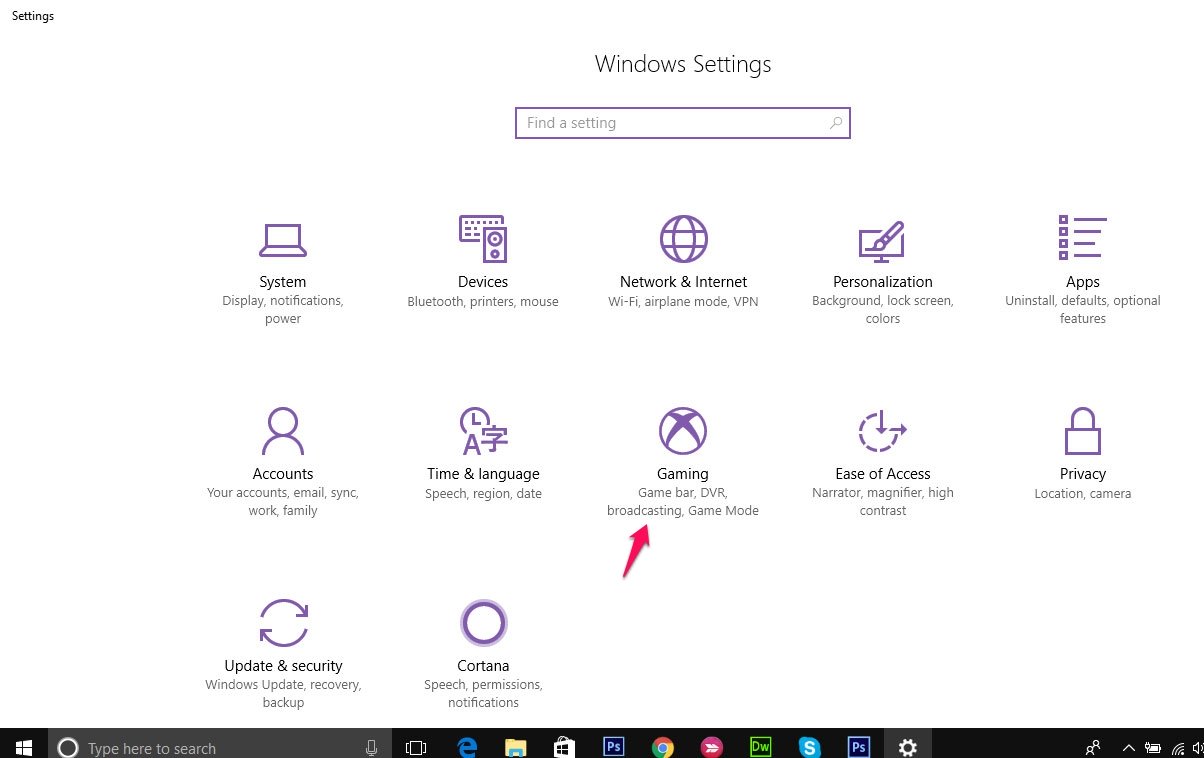 Settings
Windows Settings
Find a setting
System
Display, notifications,
power
Devices
Bluetooth, printers, mouse
Network & Internet
Wi-Fi, airplane mode, VPN
Personalization
Background, lock screen,
colors
Apps
Uninstall, defaults, optional
features
Accounts
Your accounts, email, sync,
work, family
A字
Time & language
Speech, region, date
Gaming
Game bar, DVR,
broadcasting, Game Mode
Ease of Access
Narrator, magnifier, high
contrast
Privacy
Location, camera
Update & security
Windows Update, recovery,
backup
Cortana
Speech, permissions,
notifications
Type here to search
Ps
Dw
Ps